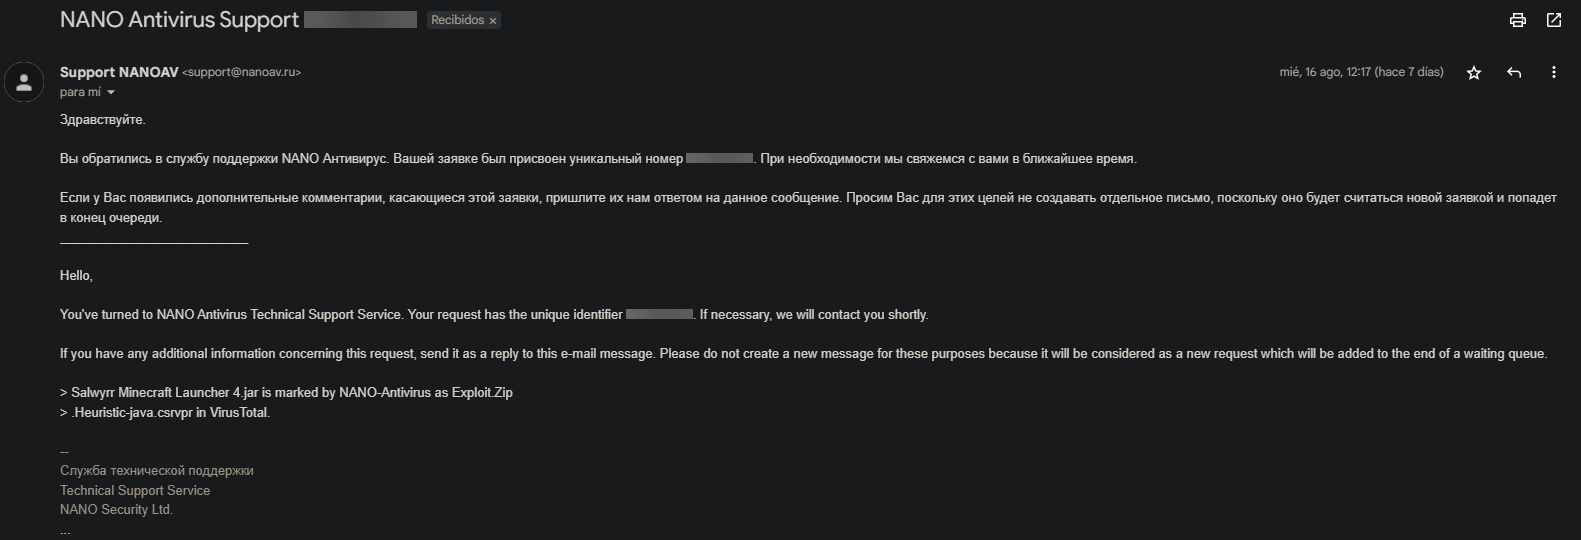 NANO Antivirus Support
Recibidos ×
Support NANOAV <support@nanoav.ru>
mié, 16 ago, 12:17 (hace 7 días)
para mí
Здравствуйте.
Вы обратились в службу поддержки NANO Антивирус. Вашей заявке был присвоен уникальный номер . При необходимости мы свяжемся с вами в ближайшее время.
Если у Вас появились дополнительные комментарии, касающиеся этой заявки, пришлите их нам ответом на данное сообщение. Просим Вас для этих целей не создавать отдельное письмо, поскольку оно будет считаться новой заявкой и попадет
в конец очереди.
Hello,
You've turned to NANO Antivirus Technical Support Service. Your request has the unique identifier . If necessary, we will contact you shortly.
If you have any additional information concerning this request, send it as a reply to this e-mail message. Please do not create a new message for these purposes because it will be considered as a new request which will be added to the end of a waiting queue.
> Salwyrr Minecraft Launcher 4.jar is marked by NANO-Antivirus as Exploit.Zip
> .Heuristic-java.csrvpr in VirusTotal.
--
Служба технической поддержки
Technical Support Service
NANO Security Ltd.
...